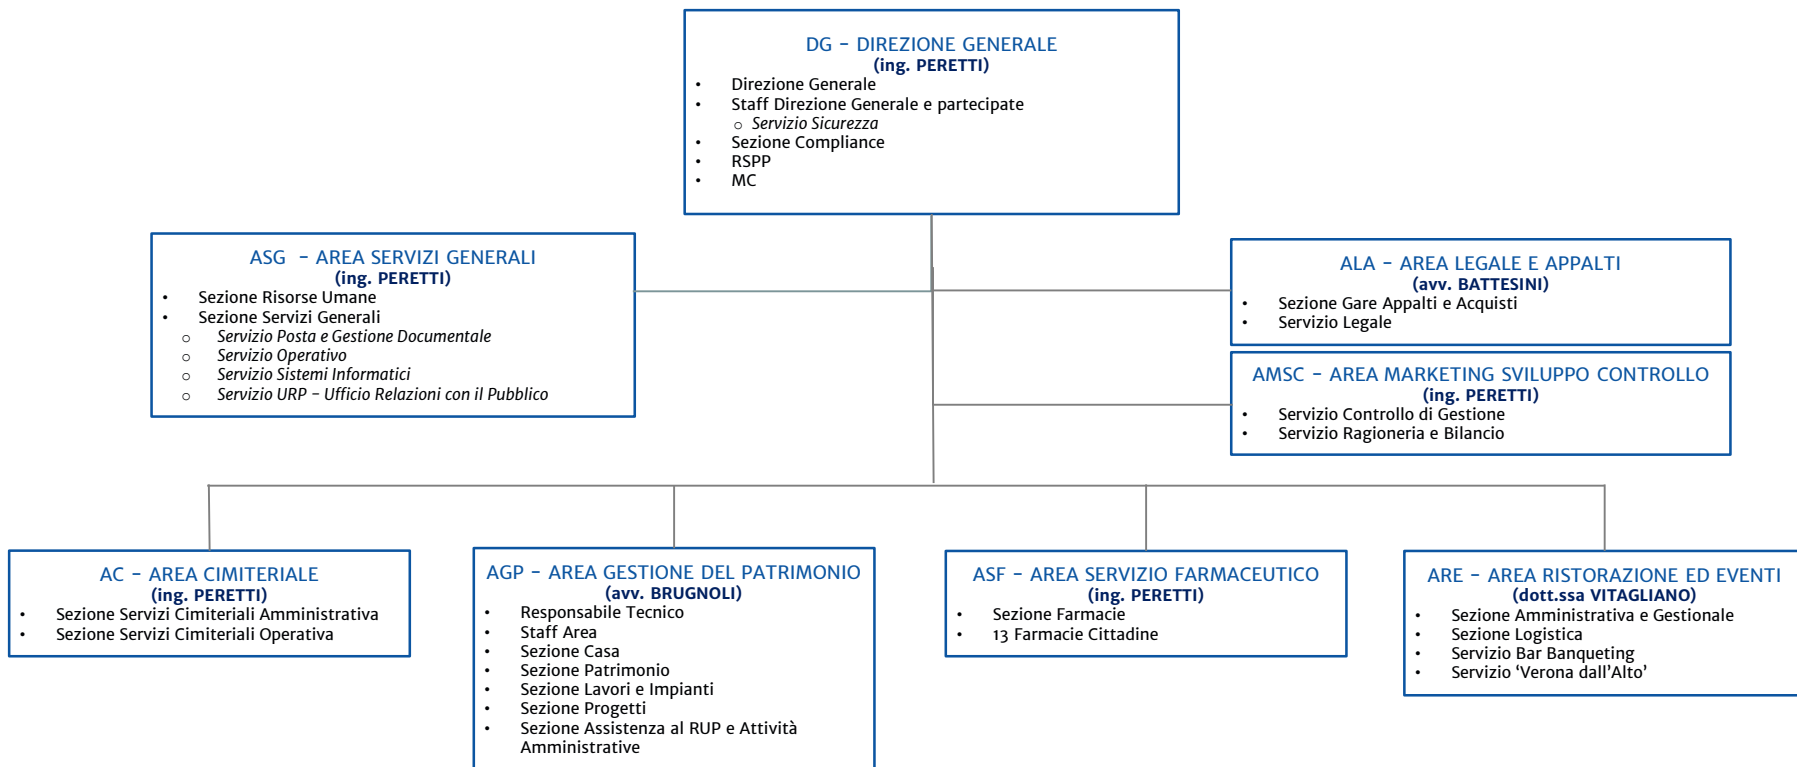 DG - DIREZIONE GENERALE
(ing. PERETTI)
• Direzione Generale
• Staff Direzione Generale e partecipate
o Servizio Sicurezza
• Sezione Compliance
• RSPP
• MC
ASG - AREA SERVIZI GENERALI
(ing. PERETTI)
• Sezione Risorse Umane
• Sezione Servizi Generali
o Servizio Posta e Gestione Documentale
o Servizio Operativo
o Servizio Sistemi Informatici
o Servizio URP - Ufficio Relazioni con il Pubblico
ALA - AREA LEGALE E APPALTI
(avv. BATTESINI)
• Sezione Gare Appalti e Acquisti
• Servizio Legale
AMSC - AREA MARKETING SVILUPPO CONTROLLO
(ing. PERETTI)
• Servizio Controllo di Gestione
• Servizio Ragioneria e Bilancio
AC - AREA CIMITERIALE
(ing. PERETTI)
• Sezione Servizi Cimiteriali Amministrativa
• Sezione Servizi Cimiteriali Operativa
AGP - AREA GESTIONE DEL PATRIMONIO
(avv. BRUGNOLI)
• Responsabile Tecnico
• Staff Area
• Sezione Casa
• Sezione Patrimonio
• Sezione Lavori e Impianti
• Sezione Progetti
• Sezione Assistenza al RUP e Attività
Amministrative
ASF - AREA SERVIZIO FARMACEUTICO
(ing. PERETTI)
• Sezione Farmacie
• 13 Farmacie Cittadine
ARE - AREA RISTORAZIONE ED EVENTI
(dott.ssa VITAGLIANO)
• Sezione Amministrativa e Gestionale
• Sezione Logistica
• Servizio Bar Banqueting
• Servizio ‘Verona dall’Alto’